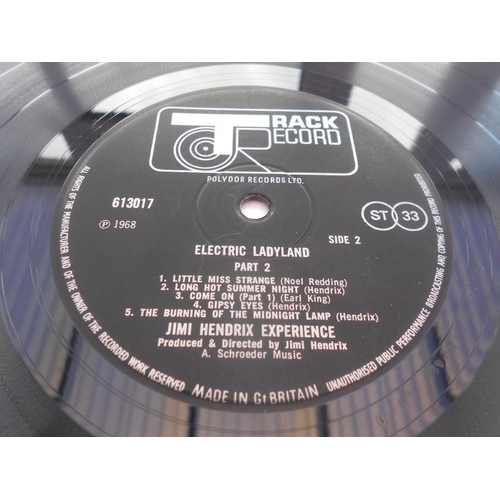 TRACK
RECORD
POLYDOR RECORDS LTD.
613017
℗ 1968
ST 33
SIDE 2
ELECTRIC LADYLAND
PART 2
1. LITTLE MISS STRANGE (Noel Redding)
2. LONG HOT SUMMER NIGHT (Hendrix)
3. COME ON (Part 1) (Earl King)
4. GIPSY EYES (Hendrix)
5. THE BURNING OF THE MIDNIGHT LAMP (Hendrix)
JIMI HENDRIX EXPERIENCE
Produced & Directed by Jimi Hendrix
A. Schroeder Music
ALL RIGHTS OF THE MANUFACTURER AND OF THE OWNER OF THE RECORDED WORK RESERVED
MADE IN Gt BRITAIN
UNAUTHORISED PUBLIC PERFORMANCE BROADCASTING AND COPYING OF THIS RECORD PROHIBITED